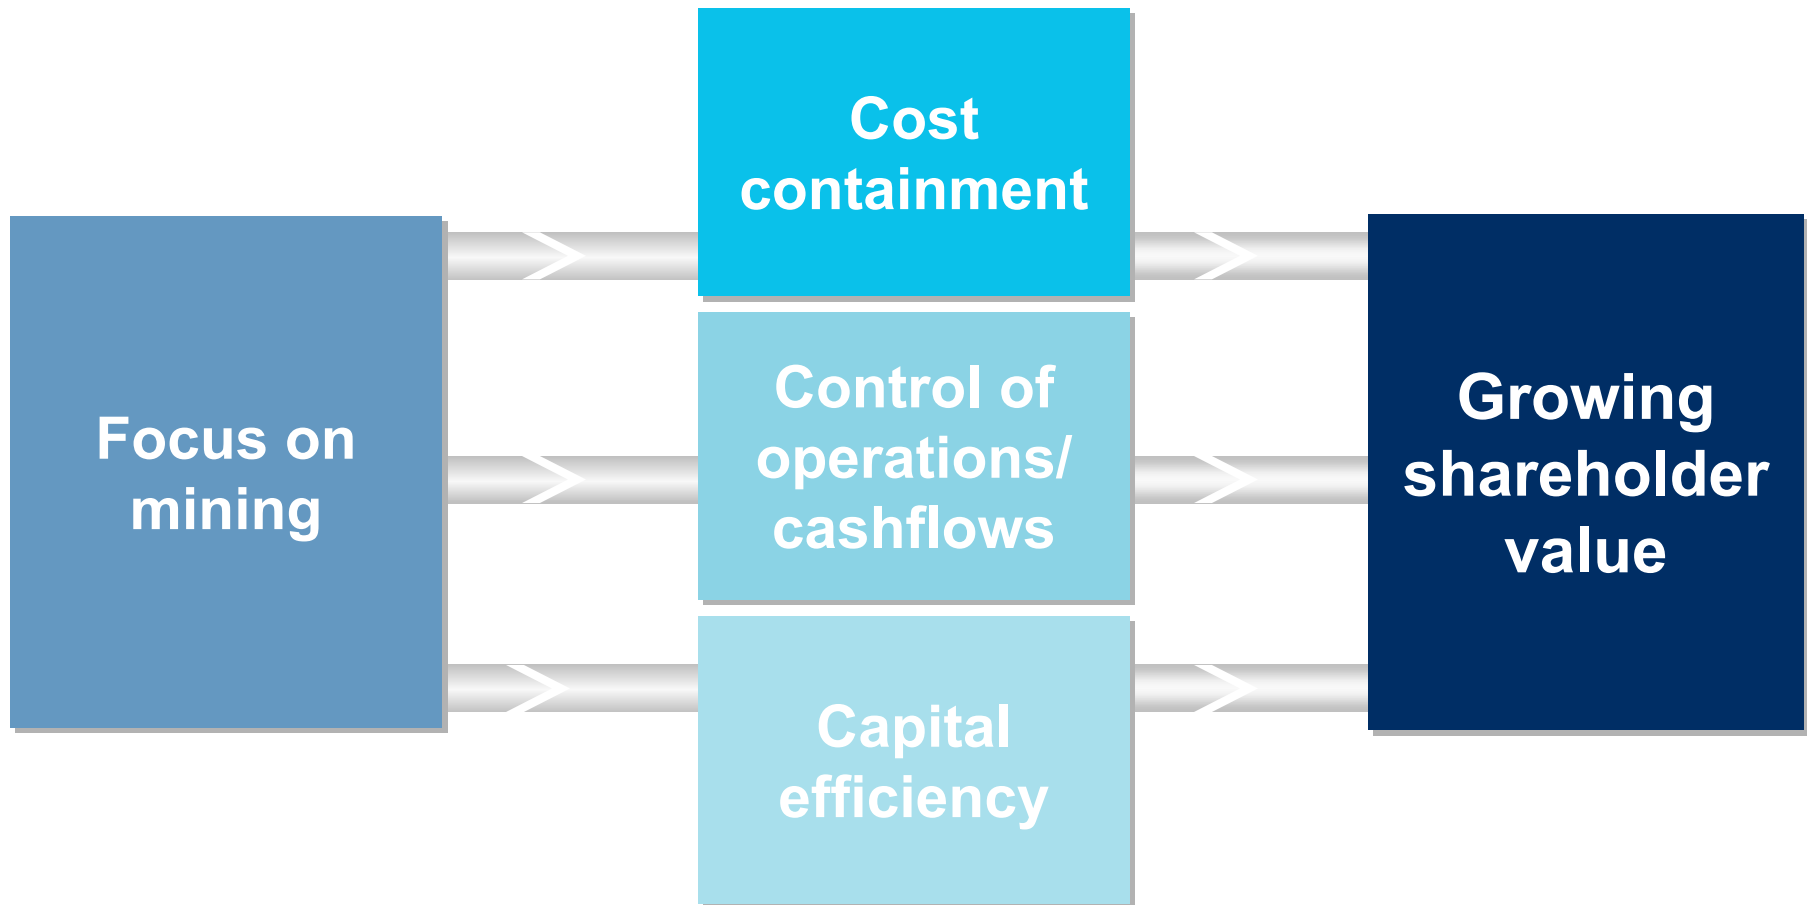 Focus on
mining
Cost
containment
Control of
operations/
cashflows
Capital
efficiency
Growing
shareholder
value